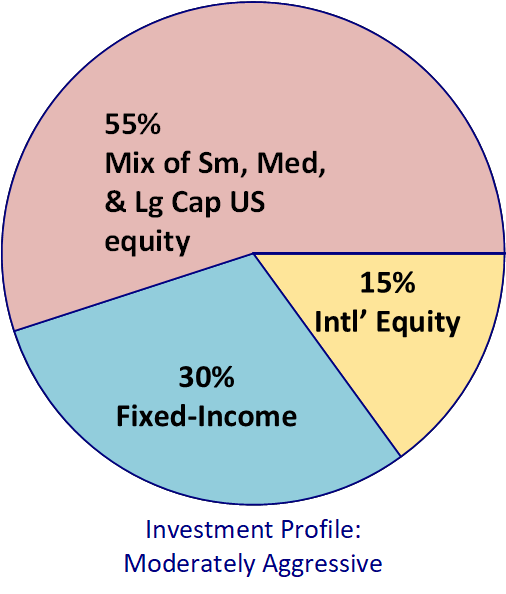 55%
Mix of Sm, Med,
& Lg Cap US
equity
15%
Intl’ Equity
30%
Fixed-Income
Investment Profile:
Moderately Aggressive